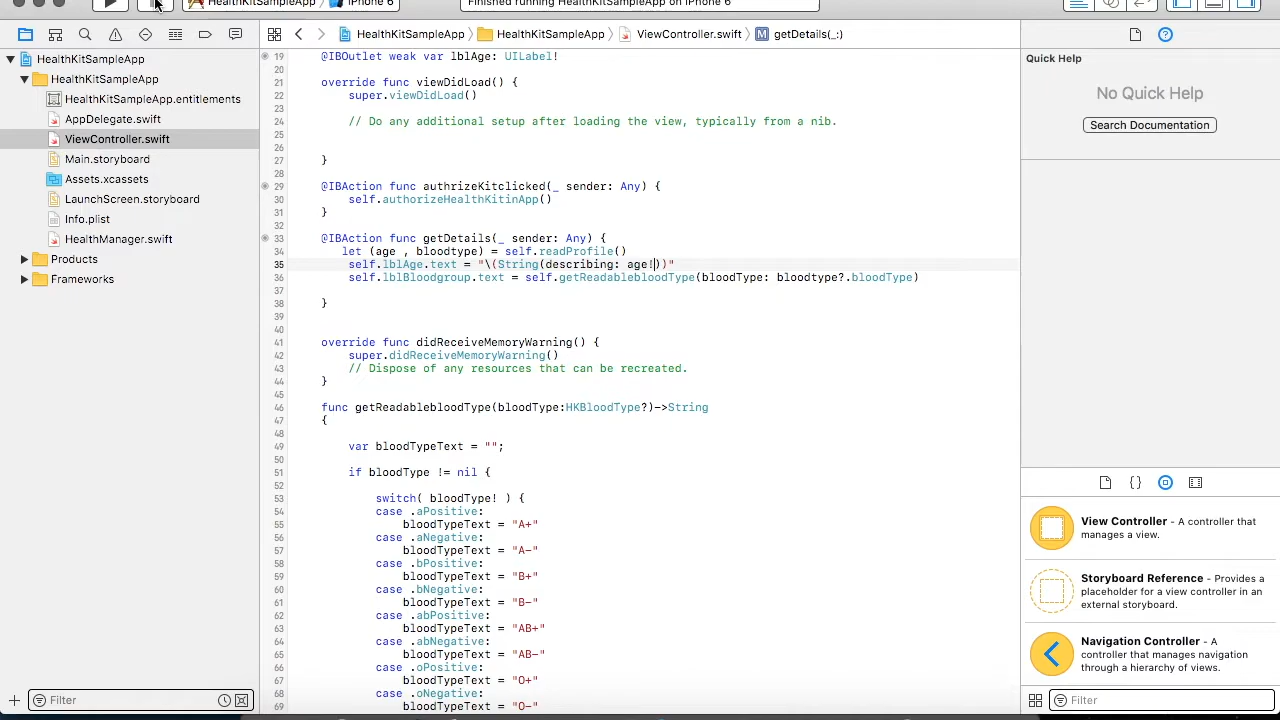 HealthKitSampleApp
iPhone 6
Finished running HealthKitSampleApp on iPhone 6
HealthKitSampleApp
HealthKitSampleApp
HealthKitSampleApp.entitlements
AppDelegate.swift
ViewController.swift
Main.storyboard
Assets.xcassets
LaunchScreen.storyboard
Info.plist
HealthManager.swift
Products
Frameworks
Filter
HealthKitSampleApp
HealthKitSampleApp
ViewController.swift
M
getDetails(_:)
19 @IBOutlet weak var lblAge: UILabel!
20
21 override func viewDidLoad() {
22 super.viewDidLoad()
23
24 // Do any additional setup after loading the view, typically from a nib.
25
26
27 }
28
29 @IBAction func authrizeKitclicked(_ sender: Any) {
30 self.authorizeHealthKitinApp()
31 }
32
33 @IBAction func getDetails(_ sender: Any) {
34 let (age , bloodtype) = self.readProfile()
35 self.lblAge.text = "\(String(describing: age!))"
36 self.lblBloodgroup.text = self.getReadablebloodType(bloodType: bloodtype?.bloodType)
37
38 }
39
40
41 override func didReceiveMemoryWarning() {
42 super.didReceiveMemoryWarning()
43 // Dispose of any resources that can be recreated.
44 }
45
46 func getReadablebloodType(bloodType:HKBloodType?)->String
47 {
48
49 var bloodTypeText = "";
50
51 if bloodType != nil {
52
53 switch( bloodType! ) {
54 case .aPositive:
55 bloodTypeText = "A+"
56 case .aNegative:
57 bloodTypeText = "A-"
58 case .bPositive:
59 bloodTypeText = "B+"
60 case .bNegative:
61 bloodTypeText = "B-"
62 case .abPositive:
63 bloodTypeText = "AB+"
64 case .abNegative:
65 bloodTypeText = "AB-"
66 case .oPositive:
67 bloodTypeText = "O+"
68 case .oNegative:
69 bloodTypeText = "O-"
Quick Help
No Quick Help
Search Documentation
View Controller - A controller that
manages a view.
Storyboard Reference - Provides a
placeholder for a view controller in an
external storyboard.
Navigation Controller - A
controller that manages navigation
through a hierarchy of views.
Filter